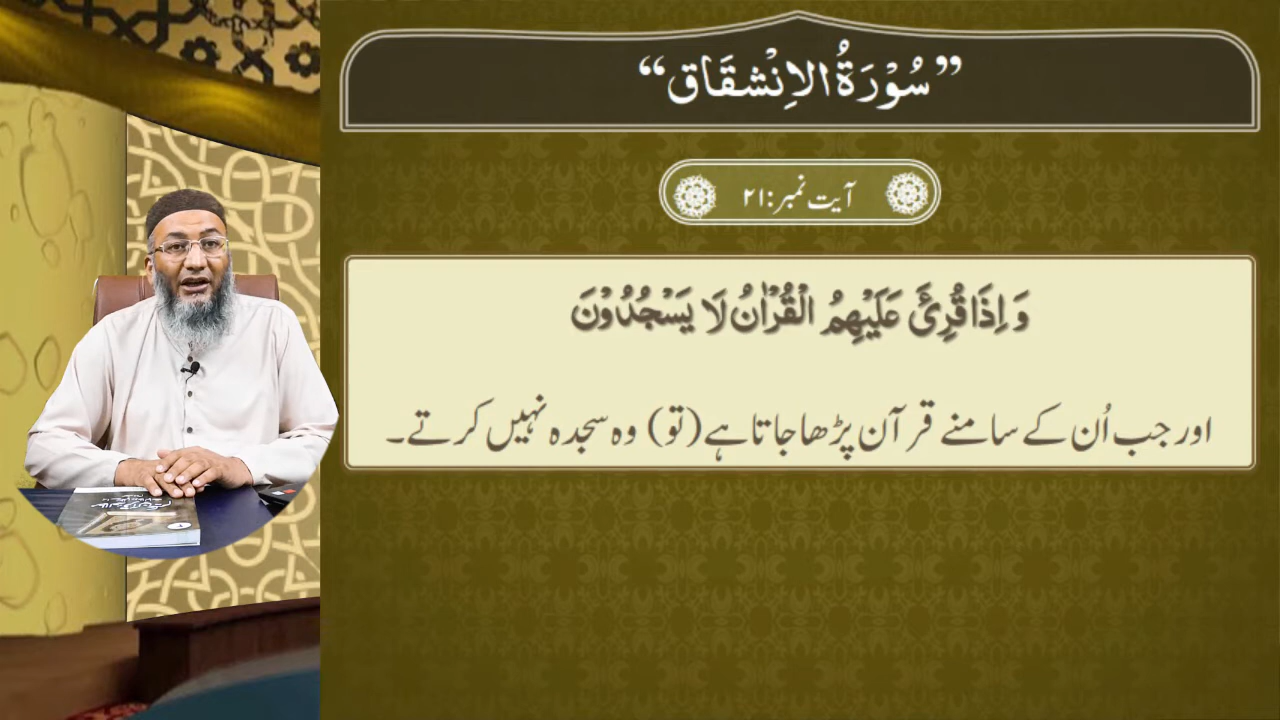 ”سُوْرَةُ الاِنْشقَاق“
آیت نمبر:۲۱
وَ اِذَا قُرِئَ عَلَيْهِمُ الْقُرْاٰنُ لَا يَسْجُدُوْنَ
اور جب اُن کے سامنے قرآن پڑھا جاتا ہے (تو) وہ سجدہ نہیں کرتے۔